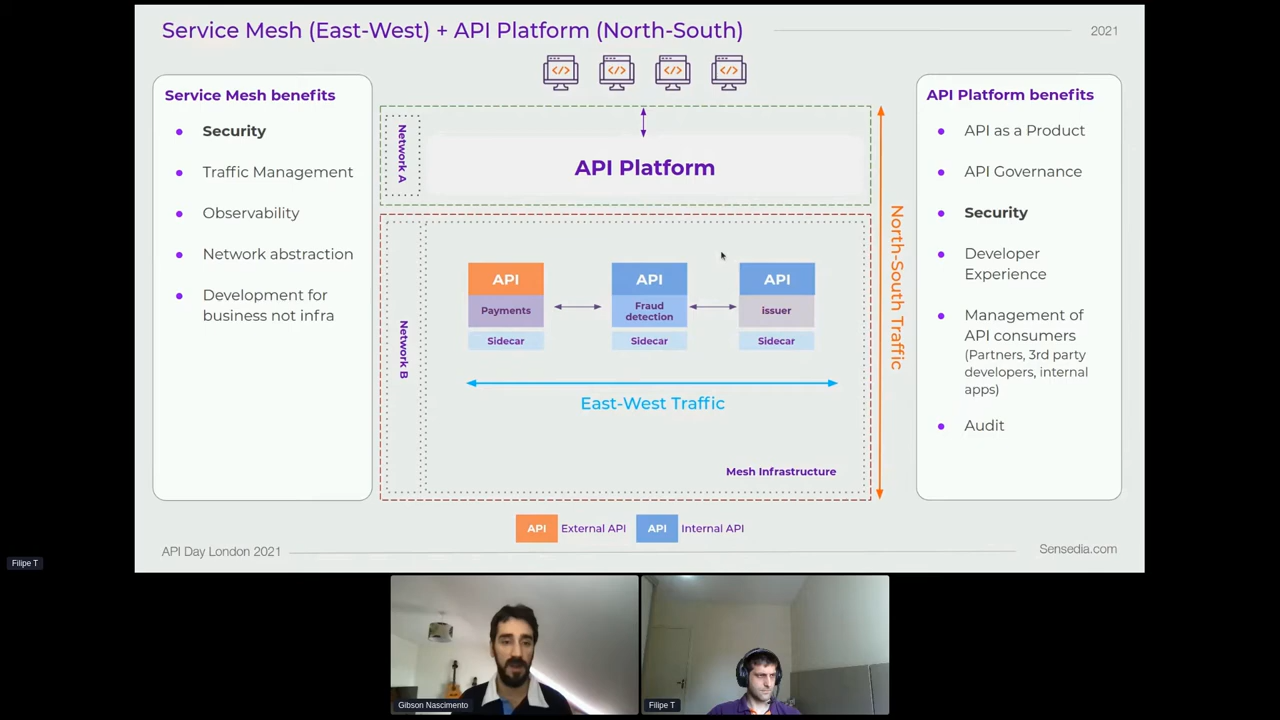 Service Mesh (East-West) + API Platform (North-South)
2021
Service Mesh benefits
Security
Traffic Management
Observability
Network abstraction
Development for
business not infra
</>
</>
</>
</>
Network A
API Platform
Network B
API
Payments
Sidecar
API
Fraud
detection
Sidecar
API
issuer
Sidecar
East-West Traffic
Mesh Infrastructure
North-South Traffic
API Platform benefits
API as a Product
API Governance
Security
Developer
Experience
Management of
API consumers
(Partners, 3rd party
developers, internal
apps)
Audit
API External API
API Internal API
API Day London 2021
Sensedia.com
Filipe T
Gibson Nascimento
Filipe T